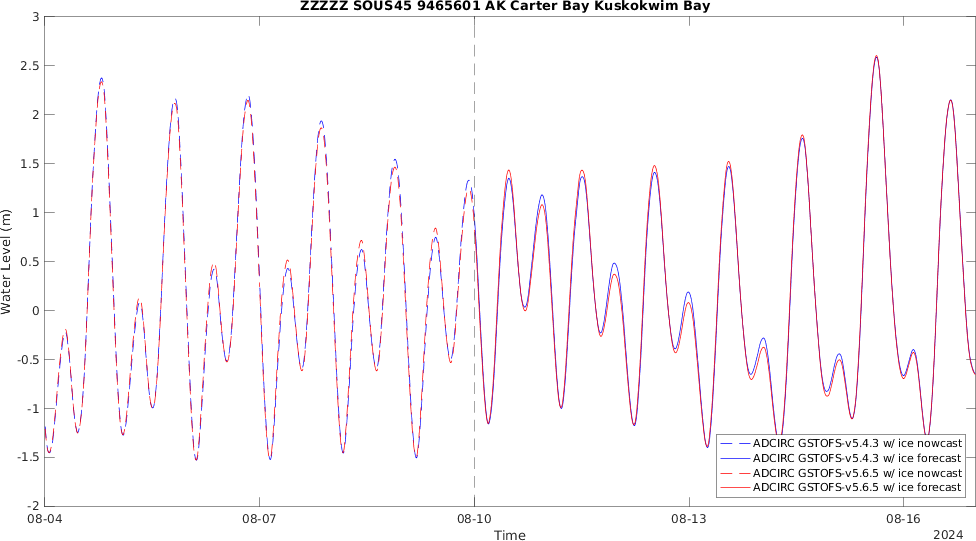 ZZZZZ SOUS45 9465601 AK Carter Bay Kuskokwim Bay
3
2.5
2
1.5
1
0.5
0
-0.5
-1
-1.5
-2
Water Level (m)
08-04
08-07
08-10
08-13
08-16
Time
2024
ADCIRC GSTOFS-v5.4.3 w/ ice nowcast
ADCIRC GSTOFS-v5.4.3 w/ ice forecast
ADCIRC GSTOFS-v5.6.5 w/ ice nowcast
ADCIRC GSTOFS-v5.6.5 w/ ice forecast